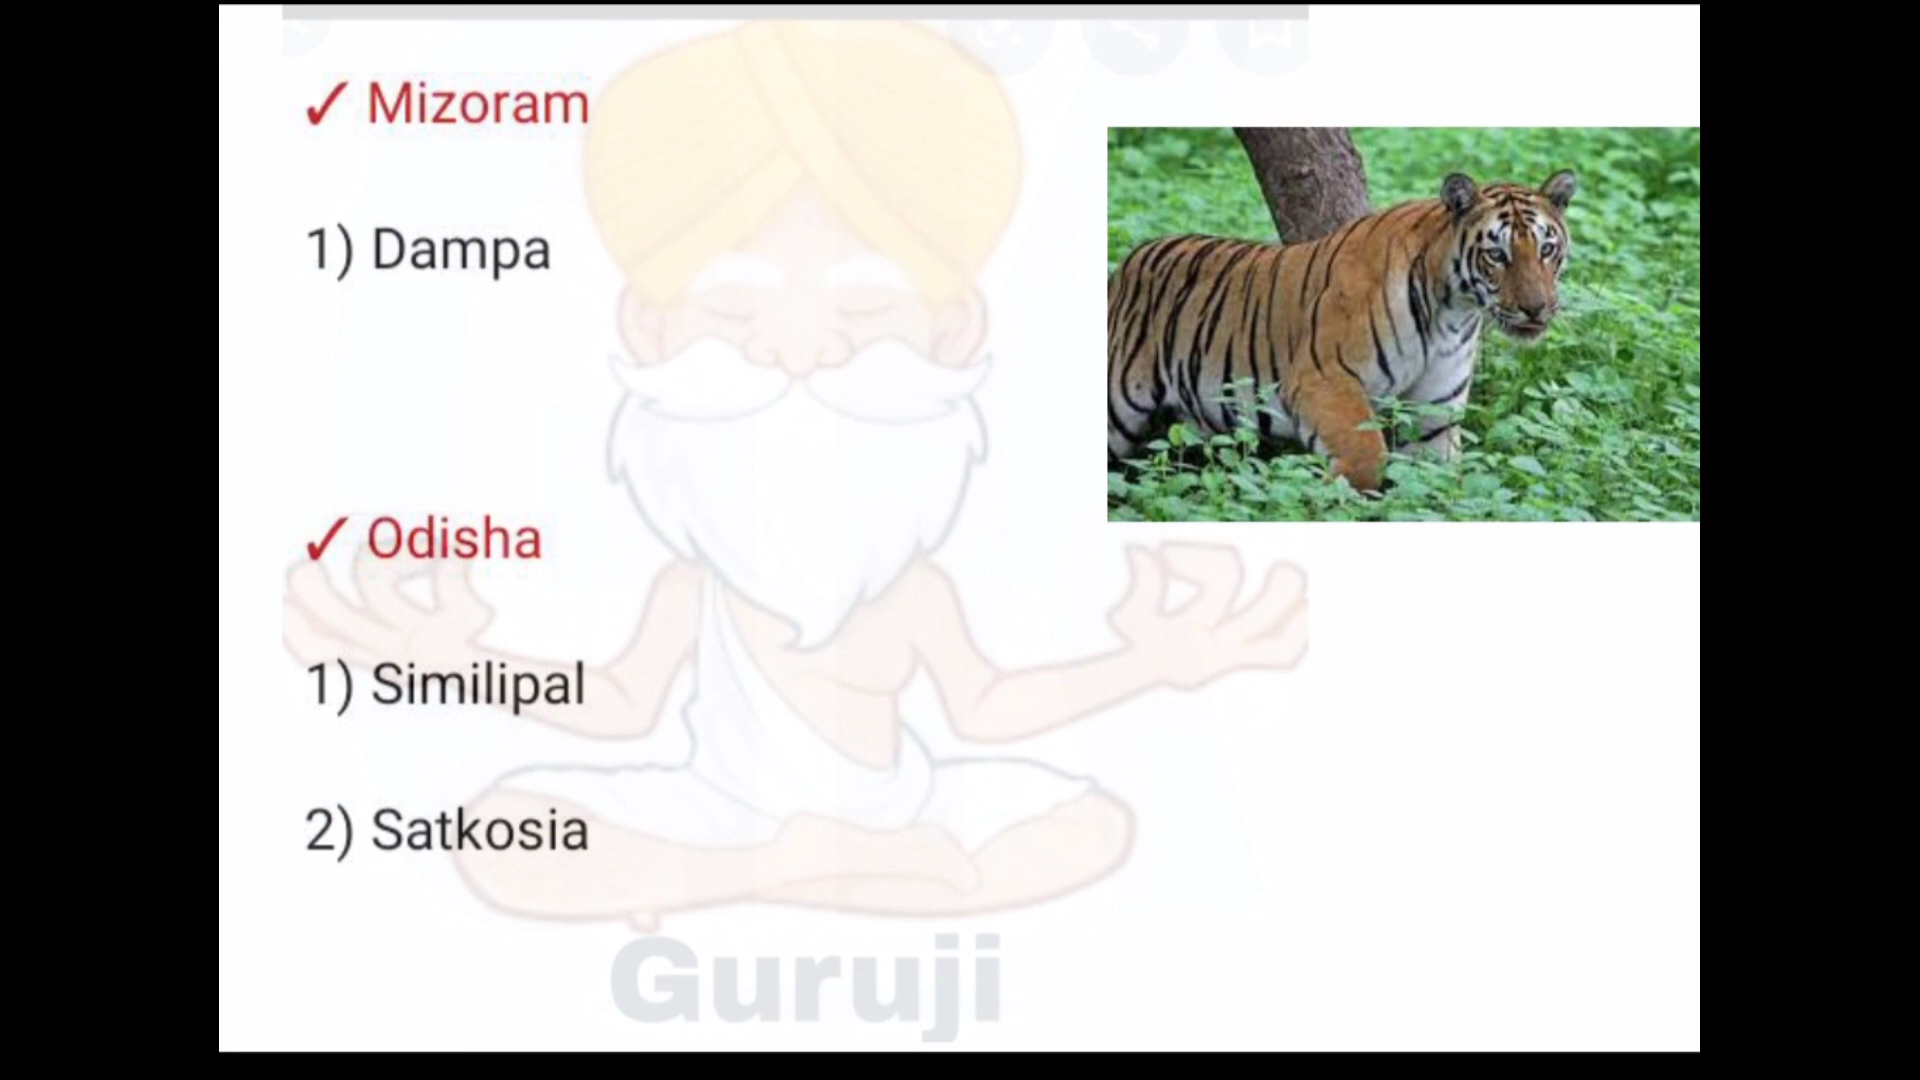 ✓ Mizoram
1) Dampa
✓ Odisha
1) Similipal
2) Satkosia
Guruji